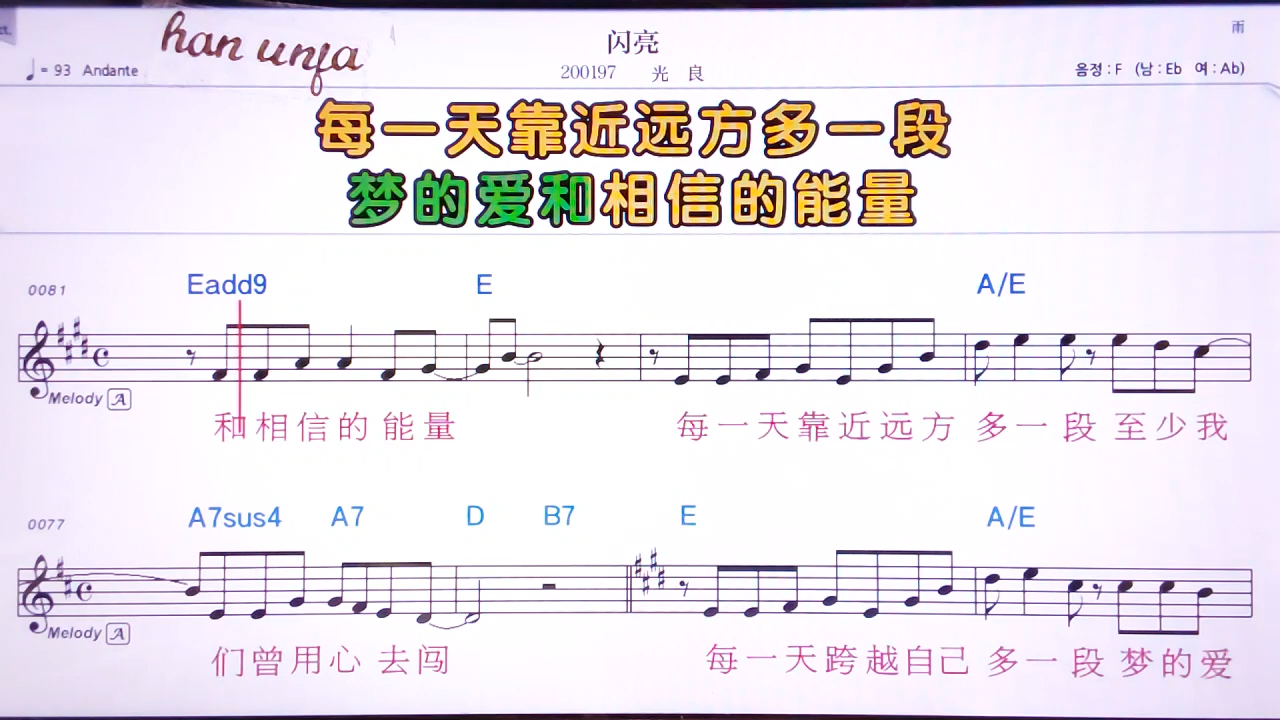 ct.
han unfa
闪亮
雨
♩= 93 Andante
200197 光 良
음정 : F (남 : Eb 여 : Ab)
每一天靠近远方多一段
梦的爱和相信的能量
0081
Eadd9 E A/E
Melody A
和相信的能量 每一天靠近远方 多一段 至少我
0077
A7sus4 A7 D B7 E A/E
Melody A
们曾用心 去闯 每一天跨越自己 多一段 梦的爱